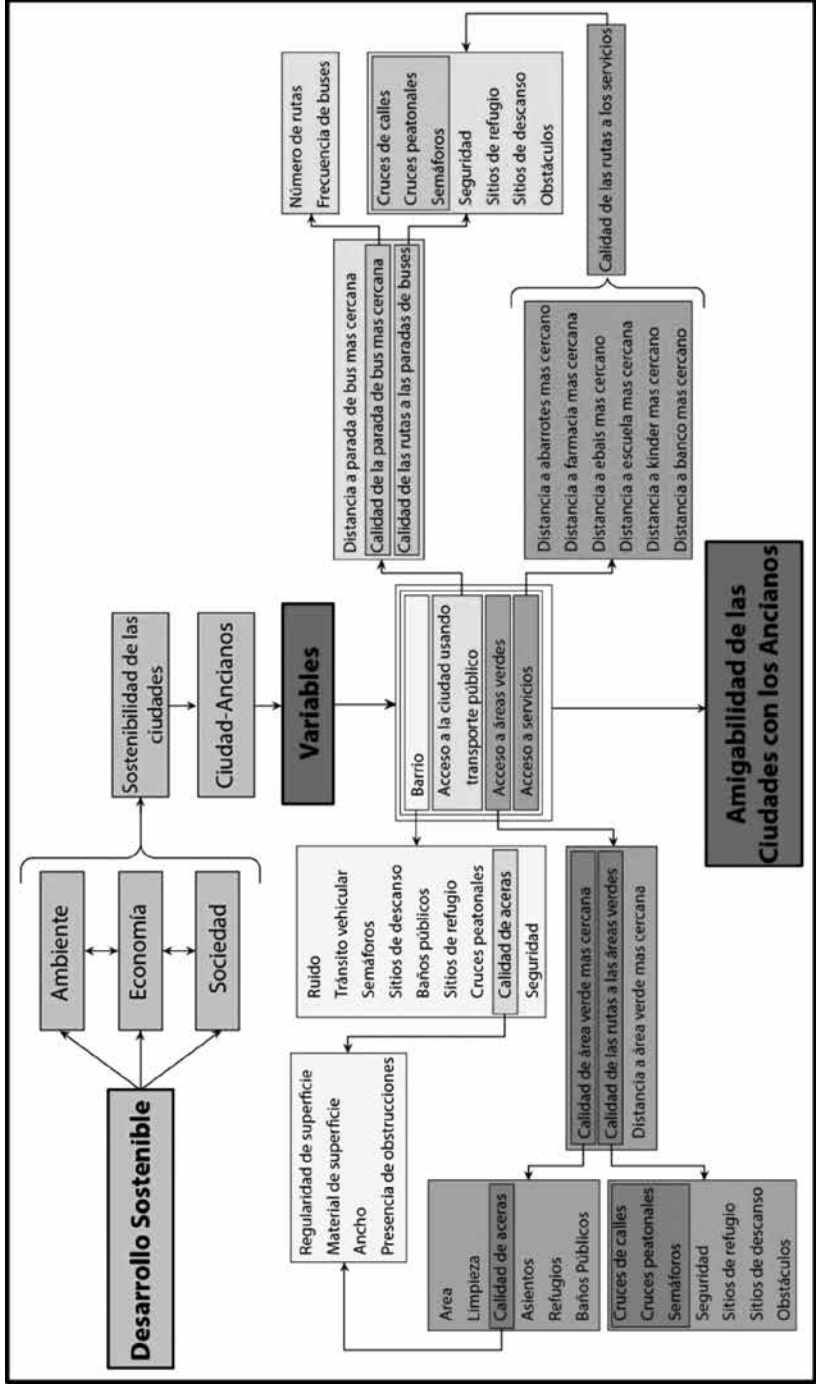 Desarrollo Sostenible
Ambiente
Economía
Sociedad
Sostenibilidad de las
ciudades
Ciudad-Ancianos
Variables
Barrio
Acceso a la ciudad usando
transporte público
Acceso a áreas verdes
Acceso a servicios
Ruido
Tránsito vehicular
Semáforos
Sitios de descanso
Baños públicos
Sitios de refugio
Cruces peatonales
Calidad de aceras
Seguridad
Regularidad de superficie
Material de superficie
Ancho
Presencia de obstrucciones
Distancia a parada de bus mas cercana
Calidad de la parada de bus mas cercana
Calidad de las rutas a las paradas de buses
Número de rutas
Frecuencia de buses
Cruces de calles
Cruces peatonales
Semáforos
Seguridad
Sitios de refugio
Sitios de descanso
Obstáculos
Calidad de área verde mas cercana
Calidad de las rutas a las áreas verdes
Distancia a área verde mas cercana
Area
Limpieza
Calidad de aceras
Asientos
Refugios
Baños Públicos
Cruces de calles
Cruces peatonales
Semáforos
Seguridad
Sitios de refugio
Sitios de descanso
Obstáculos
Distancia a abarrotes mas cercano
Distancia a farmacia mas cercana
Distancia a ebais mas cercano
Distancia a escuela mas cercana
Distancia a kinder mas cercano
Distancia a banco mas cercano
Calidad de las rutas a los servicios
Amigabilidad de las
Ciudades con los Ancianos